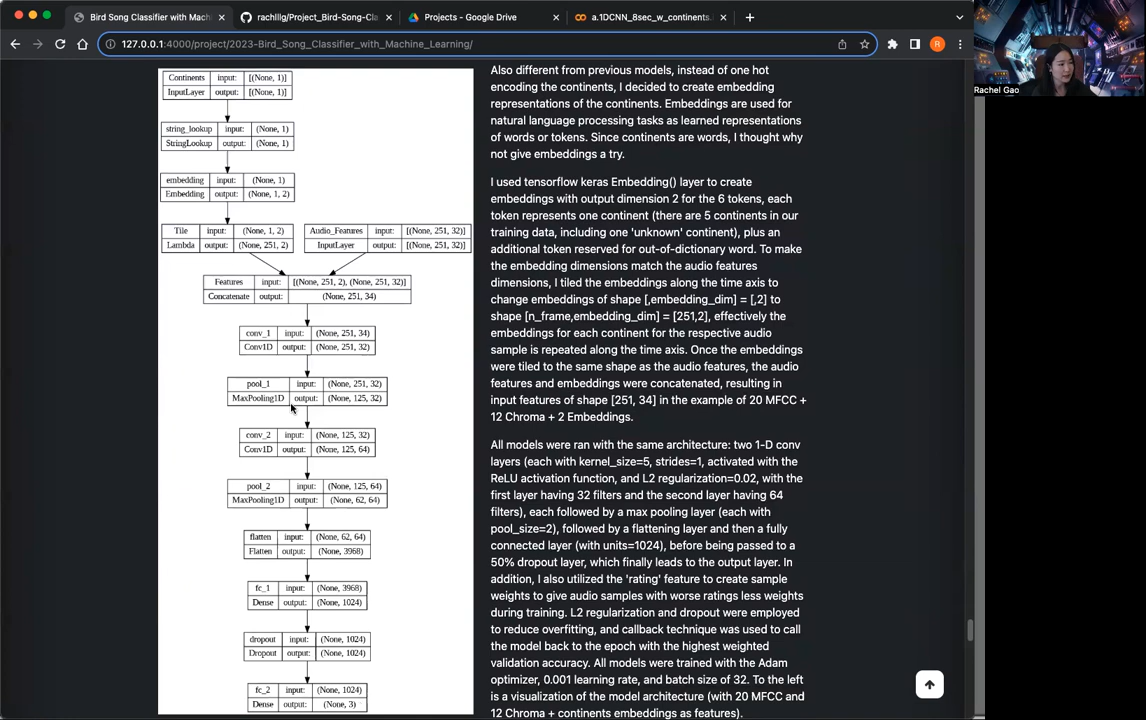 Bird Song Classifier with Mac
rachllg/Project_Bird-Song-Cla
Projects - Google Drive
a.1DCNN_8sec_w_continents.
127.0.0.1:4000/project/2023-Bird_Song_Classifier_with_Machine_Learning/
R
Rachel Gao
Continents input: [(None, 1)]
InputLayer output: [(None, 1)]
string_lookup input: (None, 1)
StringLookup output: (None, 1)
embedding input: (None, 1)
Embedding output: (None, 1, 2)
Tile input: (None, 1, 2)
Lambda output: (None, 251, 2)
Audio_Features input: [(None, 251, 32)]
InputLayer output: [(None, 251, 32)]
Features input: [(None, 251, 2), (None, 251, 32)]
Concatenate output: (None, 251, 34)
conv_1 input: (None, 251, 34)
Conv1D output: (None, 251, 32)
pool_1 input: (None, 251, 32)
MaxPooling1D output: (None, 125, 32)
conv_2 input: (None, 125, 32)
Conv1D output: (None, 125, 64)
pool_2 input: (None, 125, 64)
MaxPooling1D output: (None, 62, 64)
flatten input: (None, 62, 64)
Flatten output: (None, 3968)
fc_1 input: (None, 3968)
Dense output: (None, 1024)
dropout input: (None, 1024)
Dropout output: (None, 1024)
fc_2 input: (None, 1024)
Dense output: (None, 3)
Also different from previous models, instead of one hot
encoding the continents, I decided to create embedding
representations of the continents. Embeddings are used for
natural language processing tasks as learned representations
of words or tokens. Since continents are words, I thought why
not give embeddings a try.
I used tensorflow keras Embedding() layer to create
embeddings with output dimension 2 for the 6 tokens, each
token represents one continent (there are 5 continents in our
training data, including one 'unknown' continent), plus an
additional token reserved for out-of-dictionary word. To make
the embedding dimensions match the audio features
dimensions, I tiled the embeddings along the time axis to
change embeddings of shape [,embedding_dim] = [,2] to
shape [n_frame,embedding_dim] = [251,2], effectively the
embeddings for each continent for the respective audio
sample is repeated along the time axis. Once the embeddings
were tiled to the same shape as the audio features, the audio
features and embeddings were concatenated, resulting in
input features of shape [251, 34] in the example of 20 MFCC +
12 Chroma + 2 Embeddings.
All models were ran with the same architecture: two 1-D conv
layers (each with kernel_size=5, strides=1, activated with the
ReLU activation function, and L2 regularization=0.02, with the
first layer having 32 filters and the second layer having 64
filters), each followed by a max pooling layer (each with
pool_size=2), followed by a flattening layer and then a fully
connected layer (with units=1024), before being passed to a
50% dropout layer, which finally leads to the output layer. In
addition, I also utilized the 'rating' feature to create sample
weights to give audio samples with worse ratings less weights
during training. L2 regularization and dropout were employed
to reduce overfitting, and callback technique was used to call
the model back to the epoch with the highest weighted
validation accuracy. All models were trained with the Adam
optimizer, 0.001 learning rate, and batch size of 32. To the left
is a visualization of the model architecture (with 20 MFCC and
12 Chroma + continents embeddings as features).